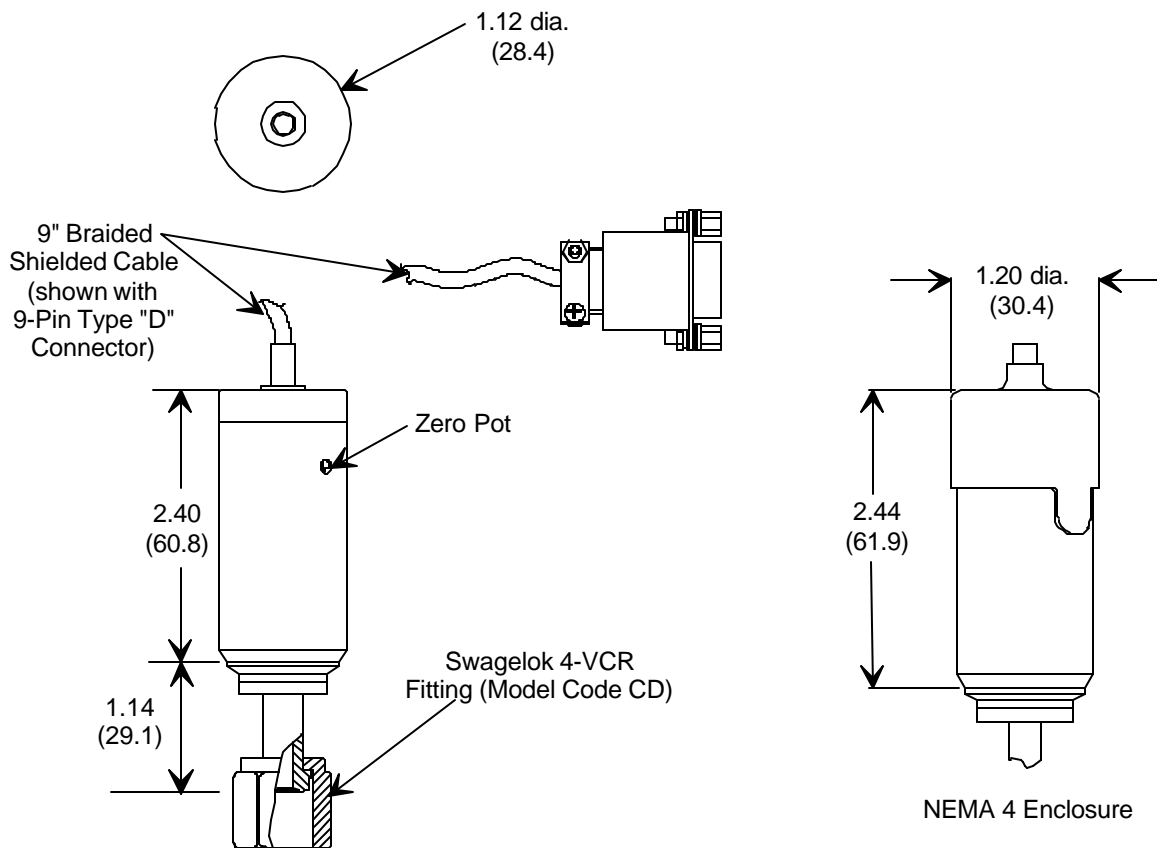 1.12 dia.
(28.4)
9" Braided
Shielded Cable
(shown with
9-Pin Type "D"
Connector)
1.20 dia.
(30.4)
Zero Pot
2.40
(60.8)
2.44
(61.9)
Swagelok 4-VCR
Fitting (Model Code CD)
1.14
(29.1)
NEMA 4 Enclosure